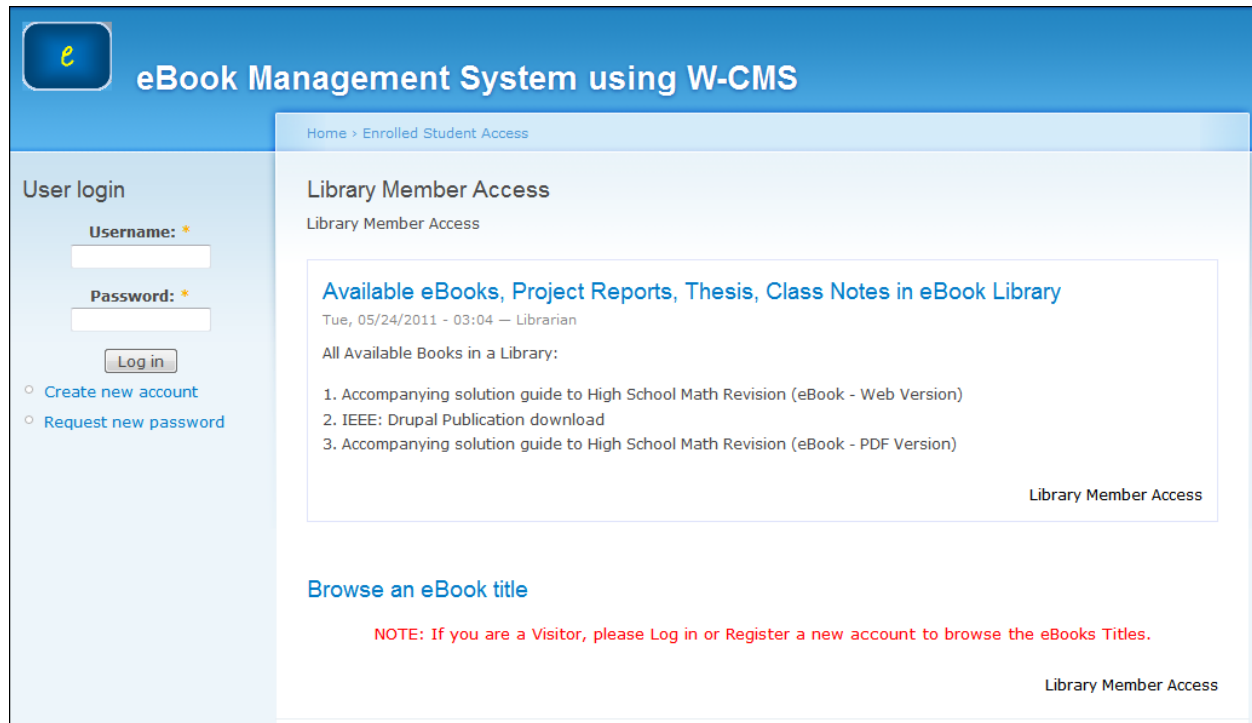 e
eBook Management System using W-CMS
Home › Enrolled Student Access
User login
Username: *
Password: *
Log in
Create new account
Request new password
Library Member Access
Library Member Access
Available eBooks, Project Reports, Thesis, Class Notes in eBook Library
Tue, 05/24/2011 - 03:04 — Librarian
All Available Books in a Library:
1. Accompanying solution guide to High School Math Revision (eBook - Web Version)
2. IEEE: Drupal Publication download
3. Accompanying solution guide to High School Math Revision (eBook - PDF Version)
Library Member Access
Browse an eBook title
NOTE: If you are a Visitor, please Log in or Register a new account to browse the eBooks Titles.
Library Member Access